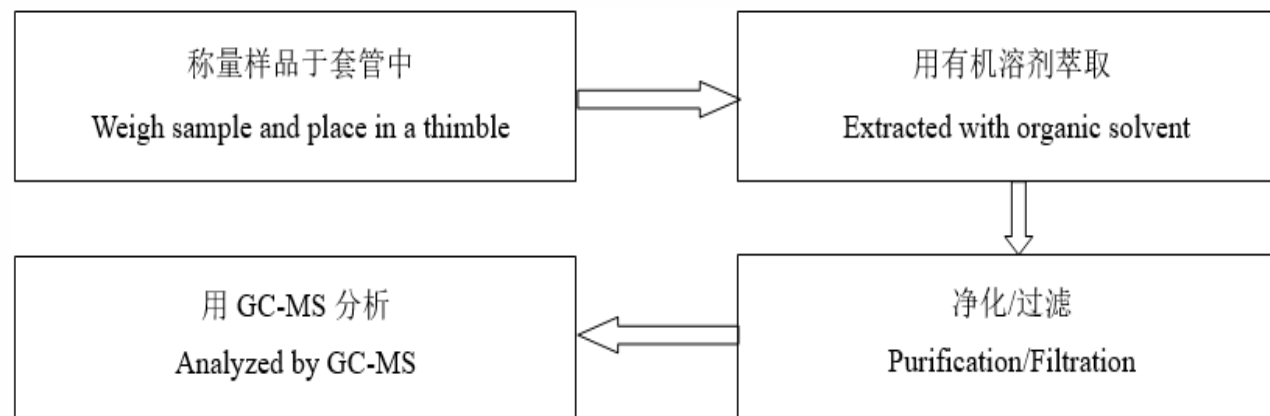 称量样品于套管中
Weigh sample and place in a thimble
用有机溶剂萃取
Extracted with organic solvent
净化/过滤
Purification/Filtration
用 GC-MS 分析
Analyzed by GC-MS